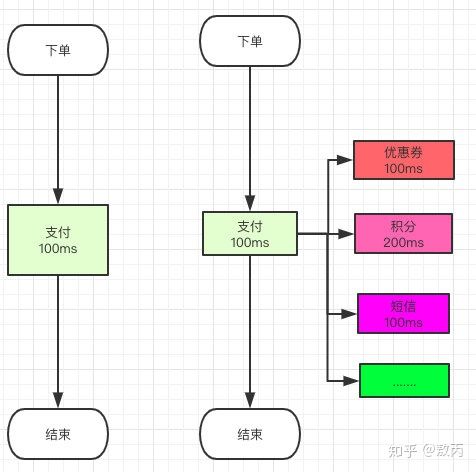 下单
支付
100ms
结束
下单
支付
100ms
结束
优惠券
100ms
积分
200ms
短信
100ms
.......
知乎 @敖丙